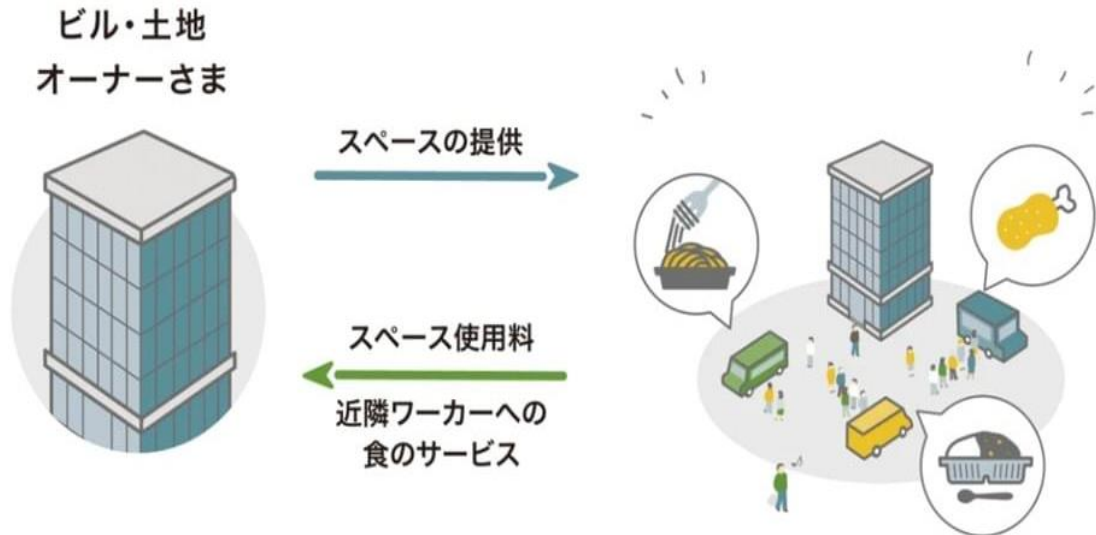 ビル・土地
オーナーさま
スペースの提供
スペース使用料
近隣ワーカーへの
食のサービス